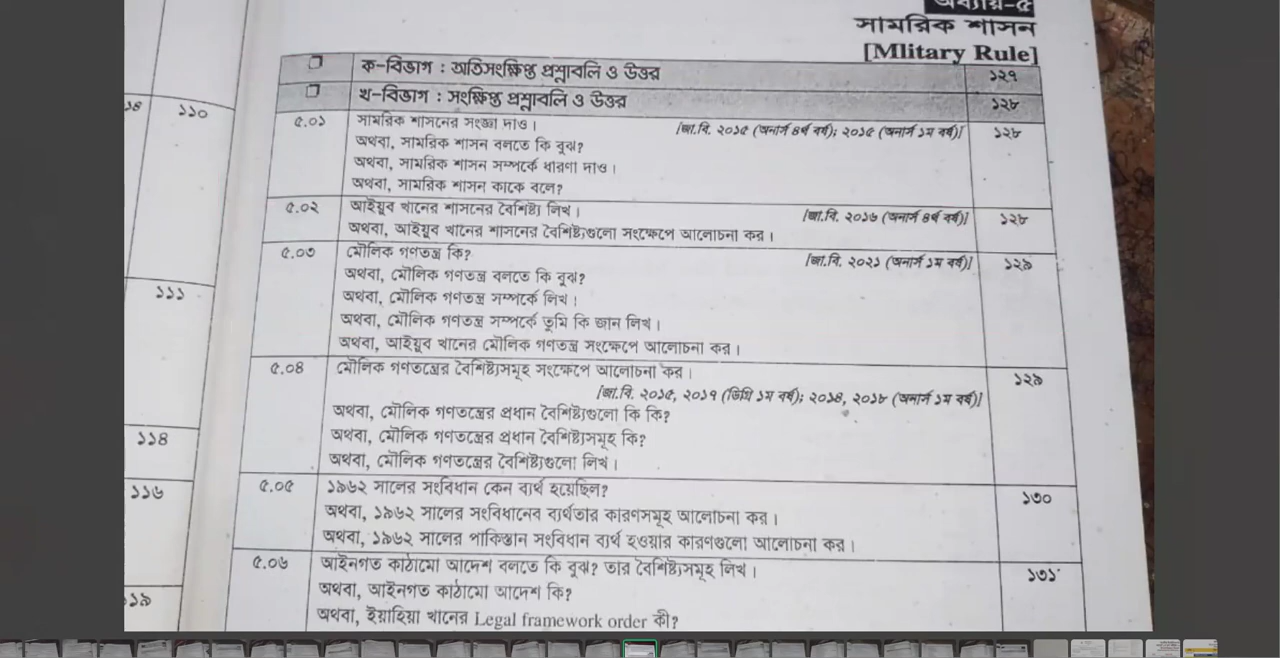 অধ্যায়-৫
সামরিক শাসন
[Mlitary Rule]
ক-বিভাগ : অতিসংক্ষিপ্ত প্রশ্নাবলি ও উত্তর ১২৭
খ-বিভাগ : সংক্ষিপ্ত প্রশ্নাবলি ও উত্তর ১২৮
৫.০১ সামরিক শাসনের সংজ্ঞা দাও। [জা.বি. ২০১৫ (অনার্স ৪র্থ বর্ষ); ২০১৫ (অনার্স ১ম বর্ষ)] ১২৮
অথবা, সামরিক শাসন বলতে কি বুঝ?
অথবা, সামরিক শাসন সম্পর্কে ধারণা দাও।
অথবা, সামরিক শাসন কাকে বলে?
৫.০২ আইয়ুব খানের শাসনের বৈশিষ্ট্য লিখ। [জা.বি. ২০১৬ (অনার্স ৪র্থ বর্ষ)] ১২৮
অথবা, আইয়ুব খানের শাসনের বৈশিষ্ট্যগুলো সংক্ষেপে আলোচনা কর।
৫.০৩ মৌলিক গণতন্ত্র কি? [জা.বি. ২০২১ (অনার্স ১ম বর্ষ)] ১২৯
অথবা, মৌলিক গণতন্ত্র বলতে কি বুঝ?
অথবা, মৌলিক গণতন্ত্র সম্পর্কে লিখ।
অথবা, মৌলিক গণতন্ত্র সম্পর্কে তুমি কি জান লিখ।
অথবা, আইয়ুব খানের মৌলিক গণতন্ত্র সংক্ষেপে আলোচনা কর।
৫.০৪ মৌলিক গণতন্ত্রের বৈশিষ্ট্যসমূহ সংক্ষেপে আলোচনা কর। ১২৯
[জা.বি. ২০১৫, ২০১৭ (ডিগ্রি ১ম বর্ষ); ২০১৪, ২০১৮ (অনার্স ১ম বর্ষ)]
অথবা, মৌলিক গণতন্ত্রের প্রধান বৈশিষ্ট্যগুলো কি কি?
অথবা, মৌলিক গণতন্ত্রের প্রধান বৈশিষ্ট্যসমূহ কি?
অথবা, মৌলিক গণতন্ত্রের বৈশিষ্ট্যগুলো লিখ।
৫.০৫ ১৯৬২ সালের সংবিধান কেন ব্যর্থ হয়েছিল? ১৩০
অথবা, ১৯৬২ সালের সংবিধানের ব্যর্থতার কারণসমূহ আলোচনা কর।
অথবা, ১৯৬২ সালের পাকিস্তান সংবিধান ব্যর্থ হওয়ার কারণগুলো আলোচনা কর।
৫.০৬ আইনগত কাঠামো আদেশ বলতে কি বুঝ? তার বৈশিষ্ট্যসমূহ লিখ। ১৩১
অথবা, আইনগত কাঠামো আদেশ কি?
অথবা, ইয়াহিয়া খানের Legal framework order কী?
১১০
১১১
১১৪
১১৬